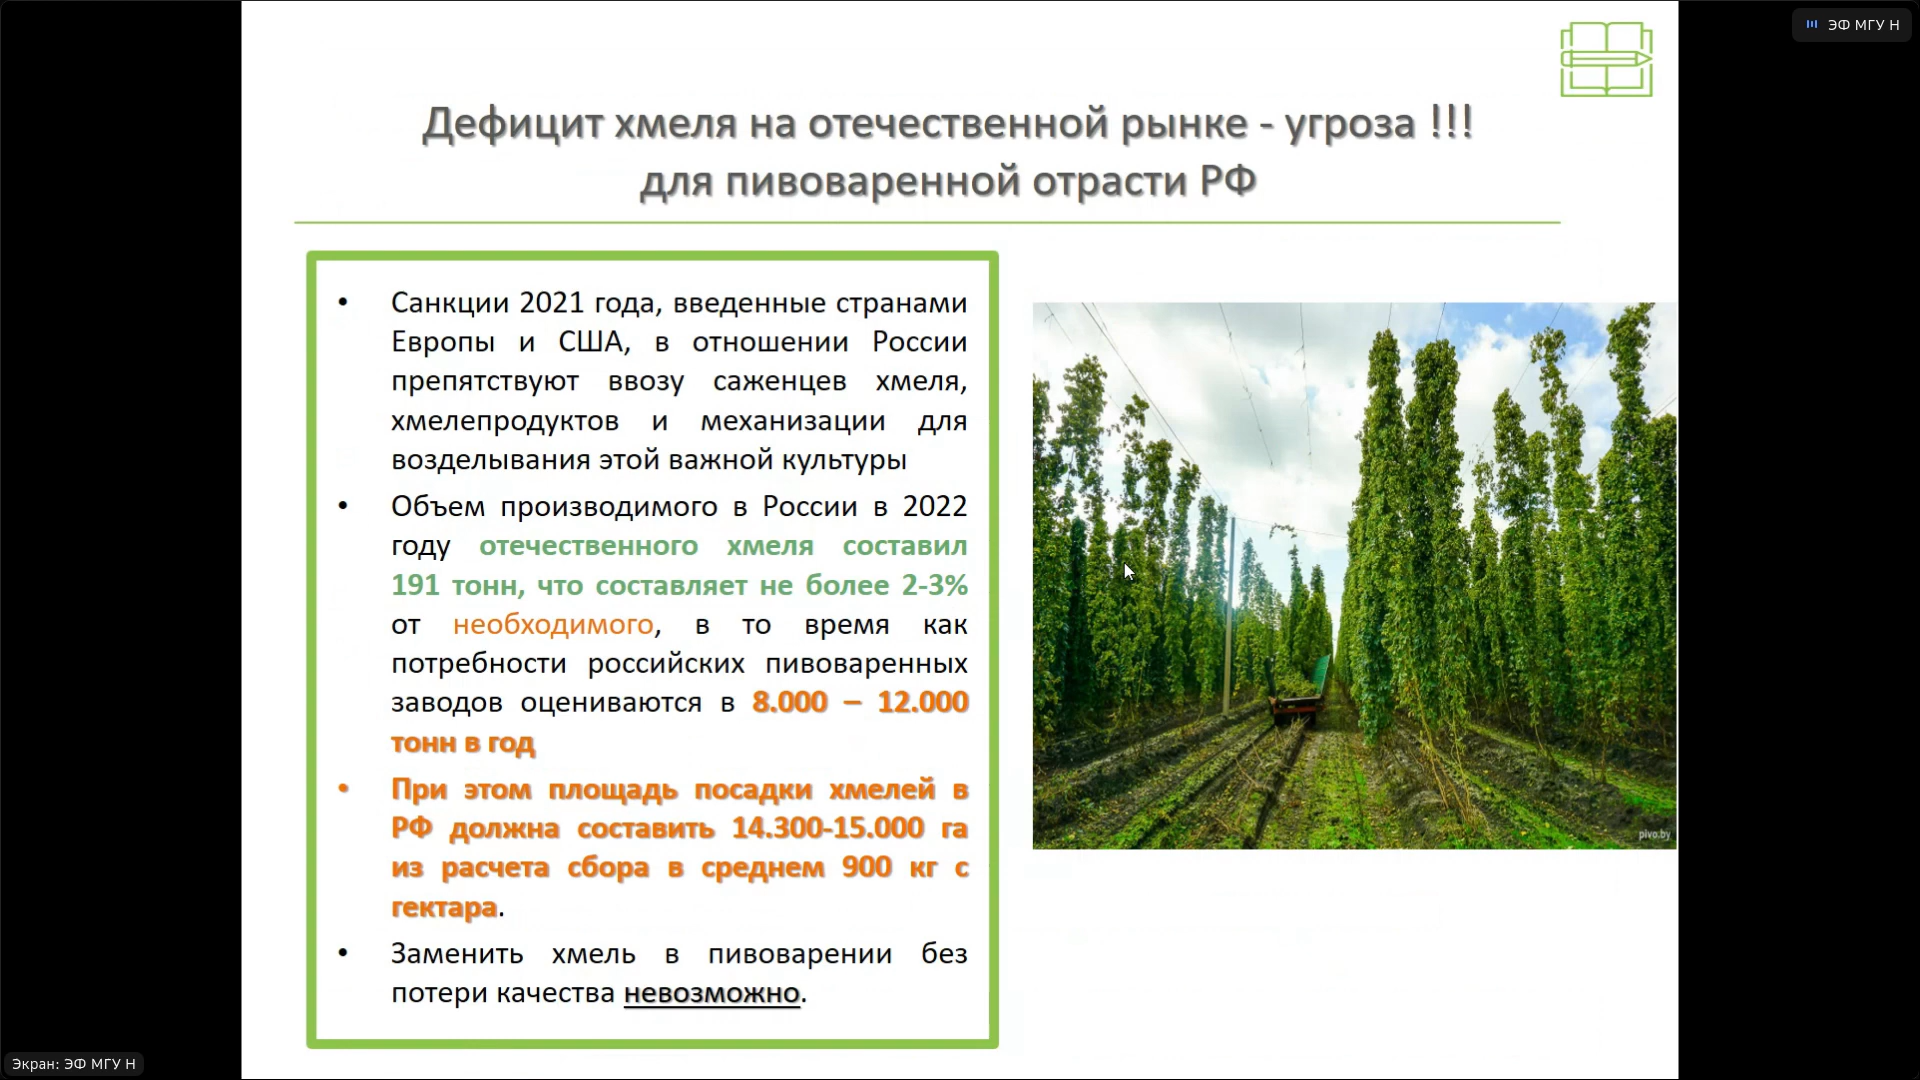 ЭФ МГУ Н
Дефицит хмеля на отечественной рынке - угроза !!!
для пивоваренной отрасти РФ
• Санкции 2021 года, введенные странами
Европы и США, в отношении России
препятствуют ввозу саженцев хмеля,
хмелепродуктов и механизации для
возделывания этой важной культуры
• Объем производимого в России в 2022
году отечественного хмеля составил
191 тонн, что составляет не более 2-3%
от необходимого, в то время как
потребности российских пивоваренных
заводов оцениваются в 8.000 – 12.000
тонн в год
• При этом площадь посадки хмелей в
РФ должна составить 14.300-15.000 га
из расчета сбора в среднем 900 кг с
гектара.
• Заменить хмель в пивоварении без
потери качества невозможно.
pivo.by
Экран: ЭФ МГУ Н